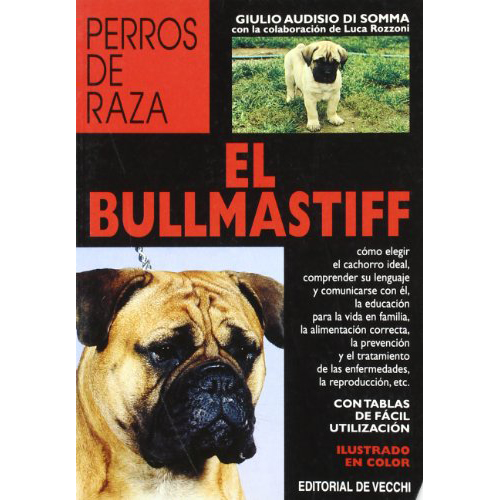 PERROS
DE
RAZA
GIULIO AUDISIO DI SOMMA
con la colaboración de Luca Rozzoni
EL
BULLMASTIFF
cómo elegir
el cachorro ideal,
comprender su lenguaje
y comunicarse con él,
la educación
para la vida en familia,
la alimentación correcta,
la prevención
y el tratamiento
de las enfermedades,
la reproducción, etc.
CON TABLAS
DE FÁCIL
UTILIZACIÓN
ILUSTRADO
EN COLOR
EDITORIAL DE VECCHI